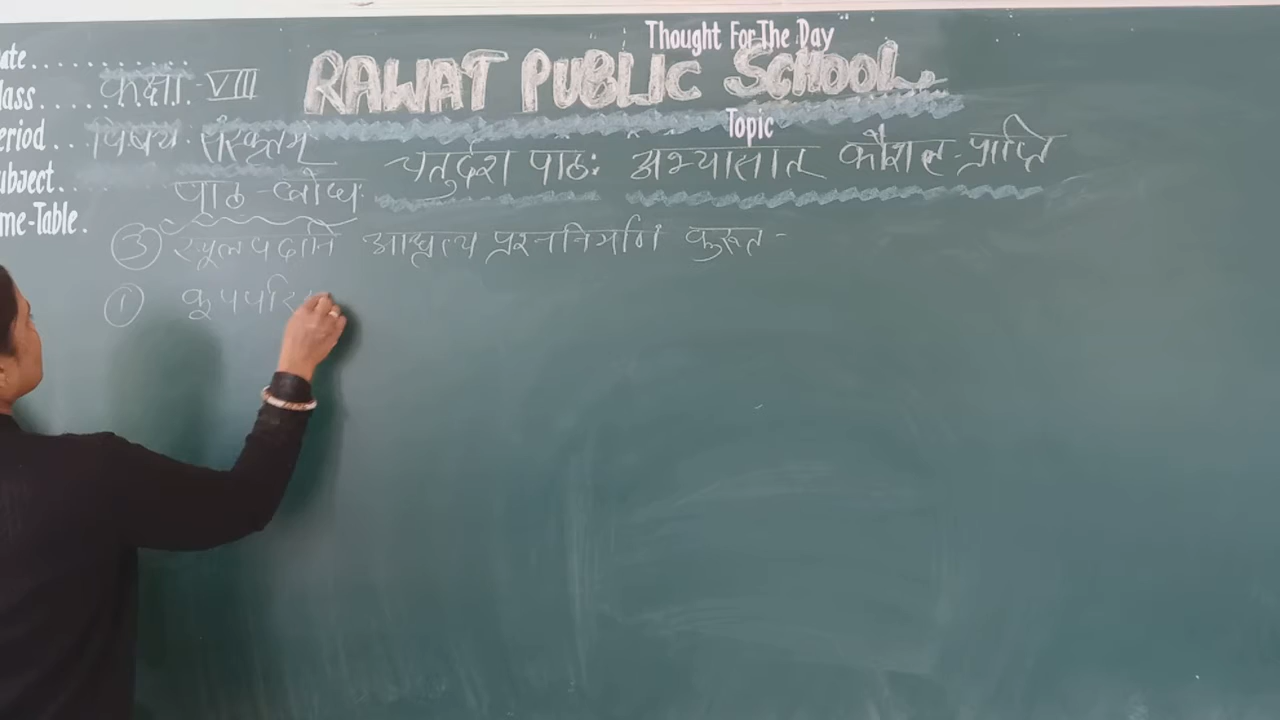 Thought For The Day
ate..........
RAWAT PUBLIC SCHOOL
lass...... कक्षा - VIII
eriod... विषय - संस्कृतम्
Topic
चतुर्दश पाठः अभ्यासात् कौशल-प्राप्ति
ubject....
पाठ-बोधः
me-Table.
③ स्थूलपदानि आधृत्य प्रश्ननिर्माणं कुरूत -
① कूपपरि